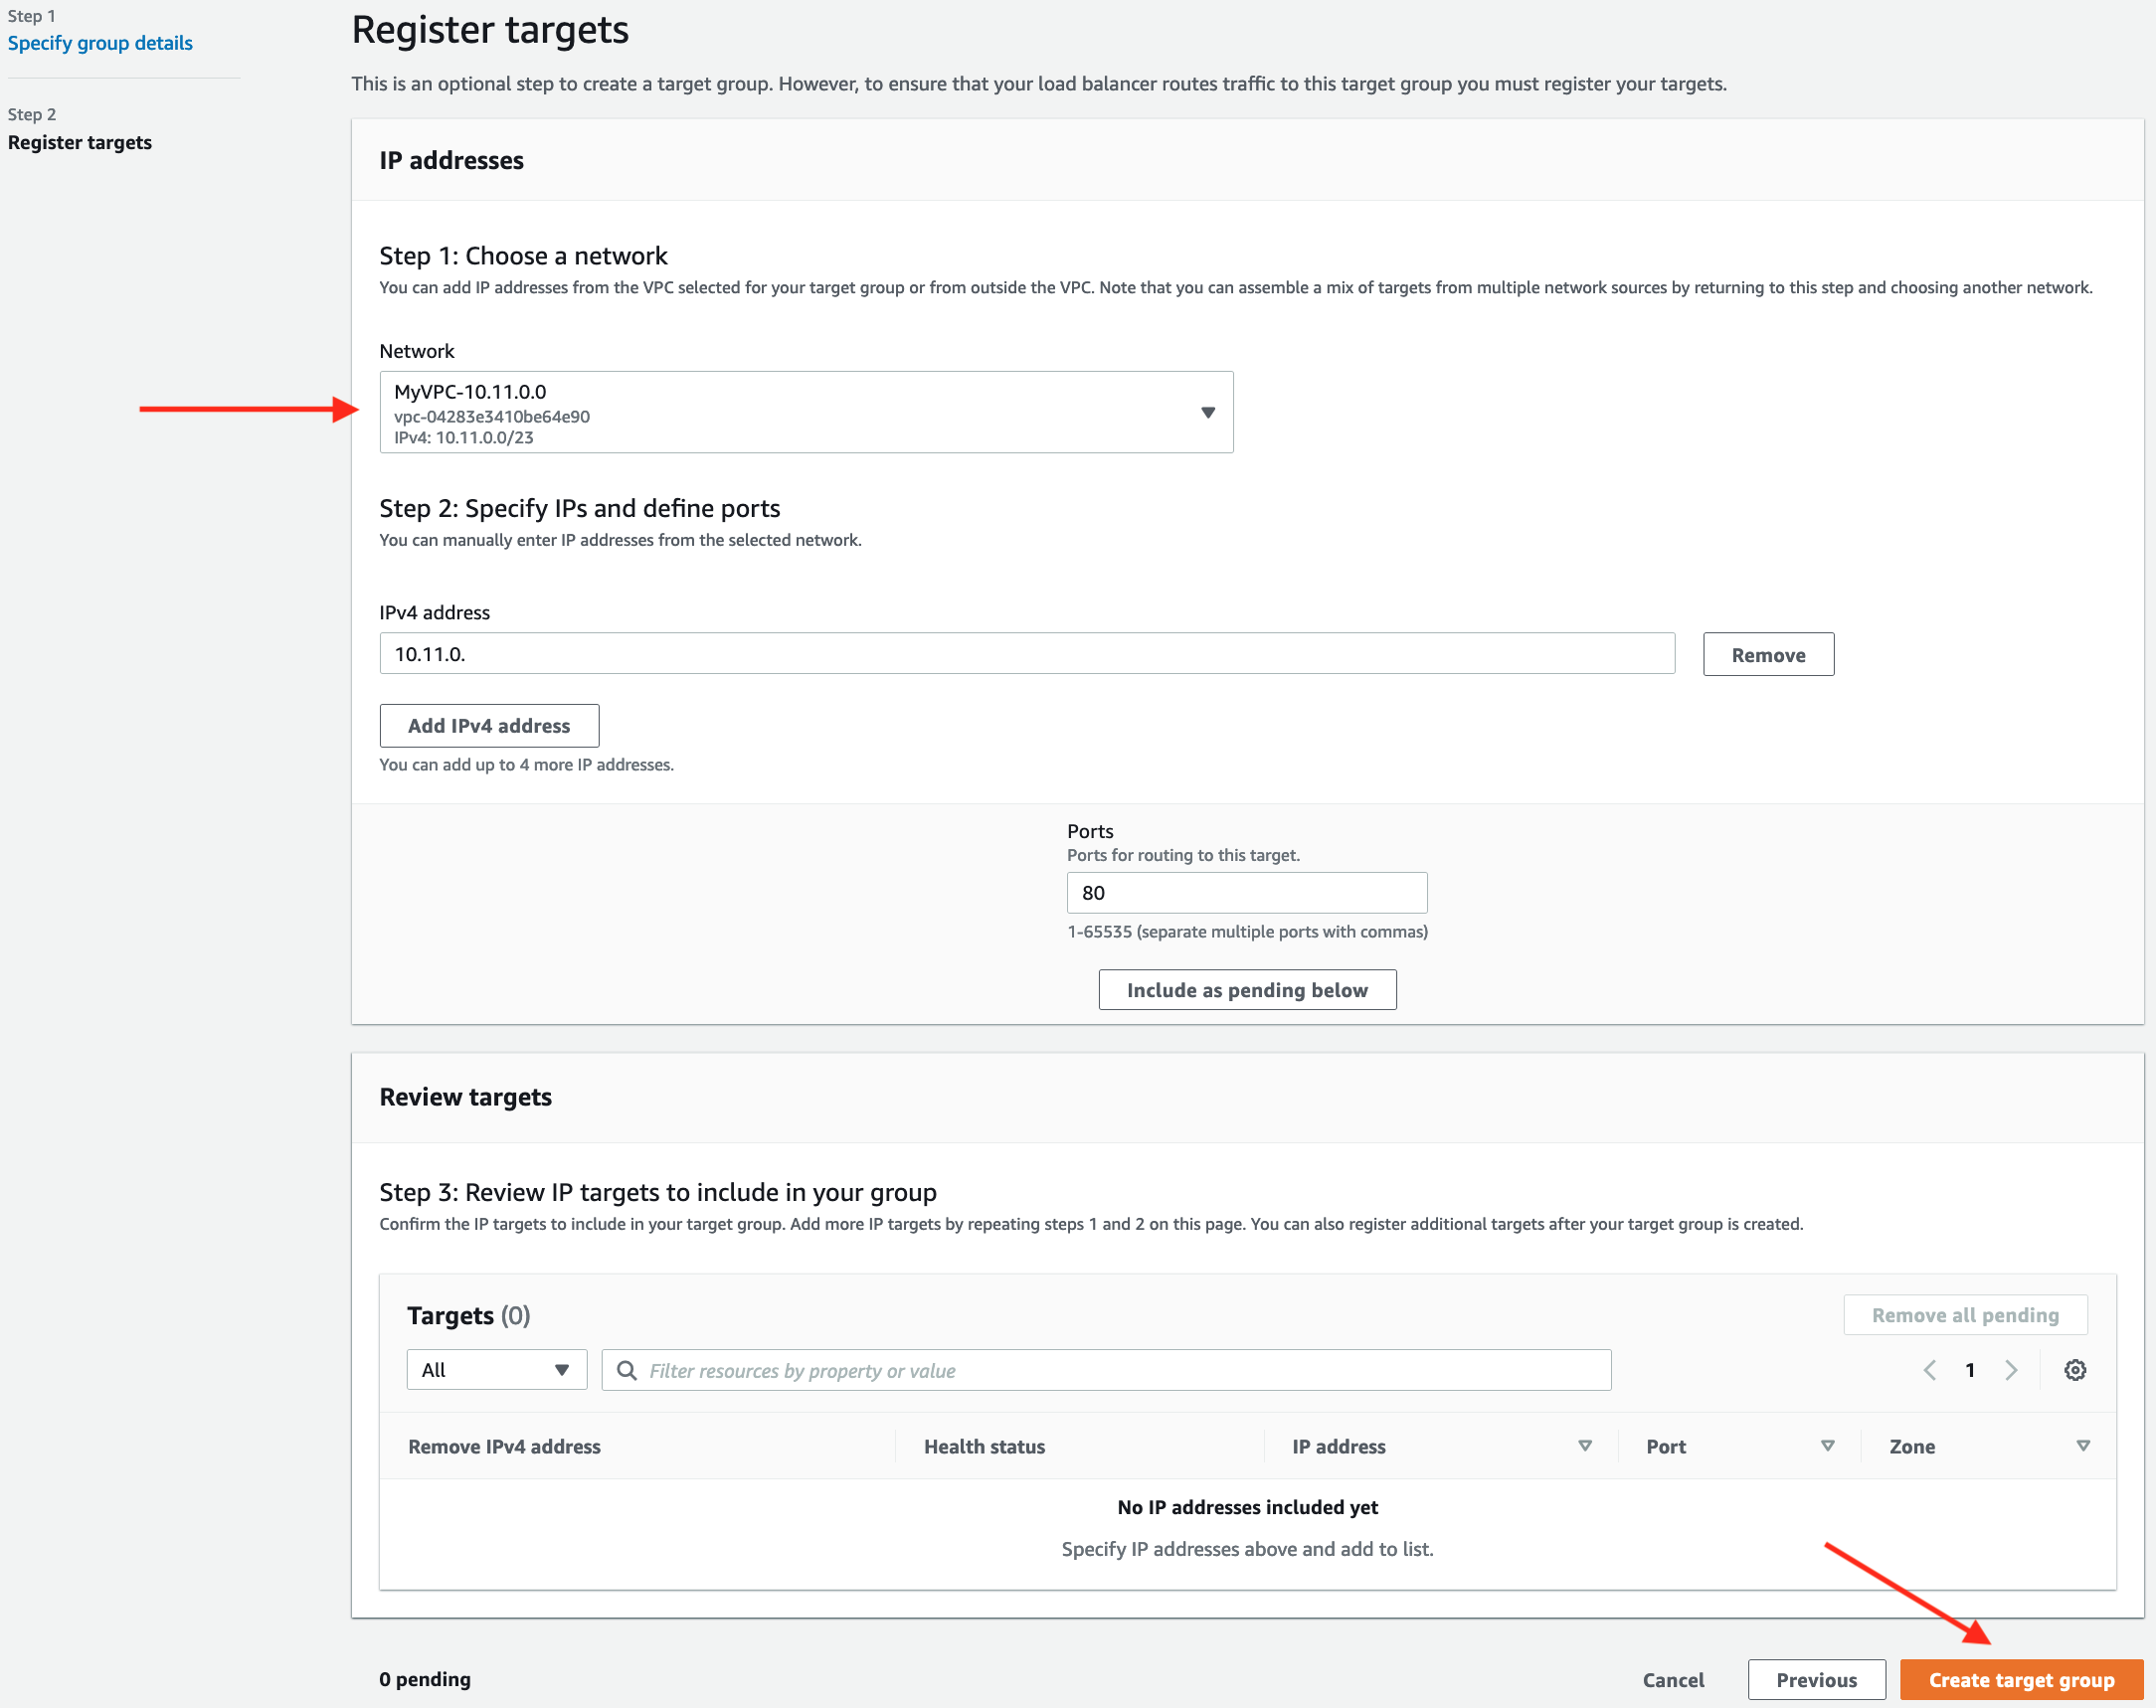 Step 1
Specify group details
Step 2
Register targets
Register targets
This is an optional step to create a target group. However, to ensure that your load balancer routes traffic to this target group you must register your targets.
IP addresses
Step 1: Choose a network
You can add IP addresses from the VPC selected for your target group or from outside the VPC. Note that you can assemble a mix of targets from multiple network sources by returning to this step and choosing another network.
Network
MyVPC-10.11.0.0
vpc-04283e3410be64e90
IPv4: 10.11.0.0/23
Step 2: Specify IPs and define ports
You can manually enter IP addresses from the selected network.
IPv4 address
10.11.0.
Remove
Add IPv4 address
You can add up to 4 more IP addresses.
Ports
Ports for routing to this target.
80
1-65535 (separate multiple ports with commas)
Include as pending below
Review targets
Step 3: Review IP targets to include in your group
Confirm the IP targets to include in your target group. Add more IP targets by repeating steps 1 and 2 on this page. You can also register additional targets after your target group is created.
Targets (0)
Remove all pending
All
Filter resources by property or value
1
Remove IPv4 address Health status IP address Port Zone
No IP addresses included yet
Specify IP addresses above and add to list.
0 pending
Cancel
Previous
Create target group